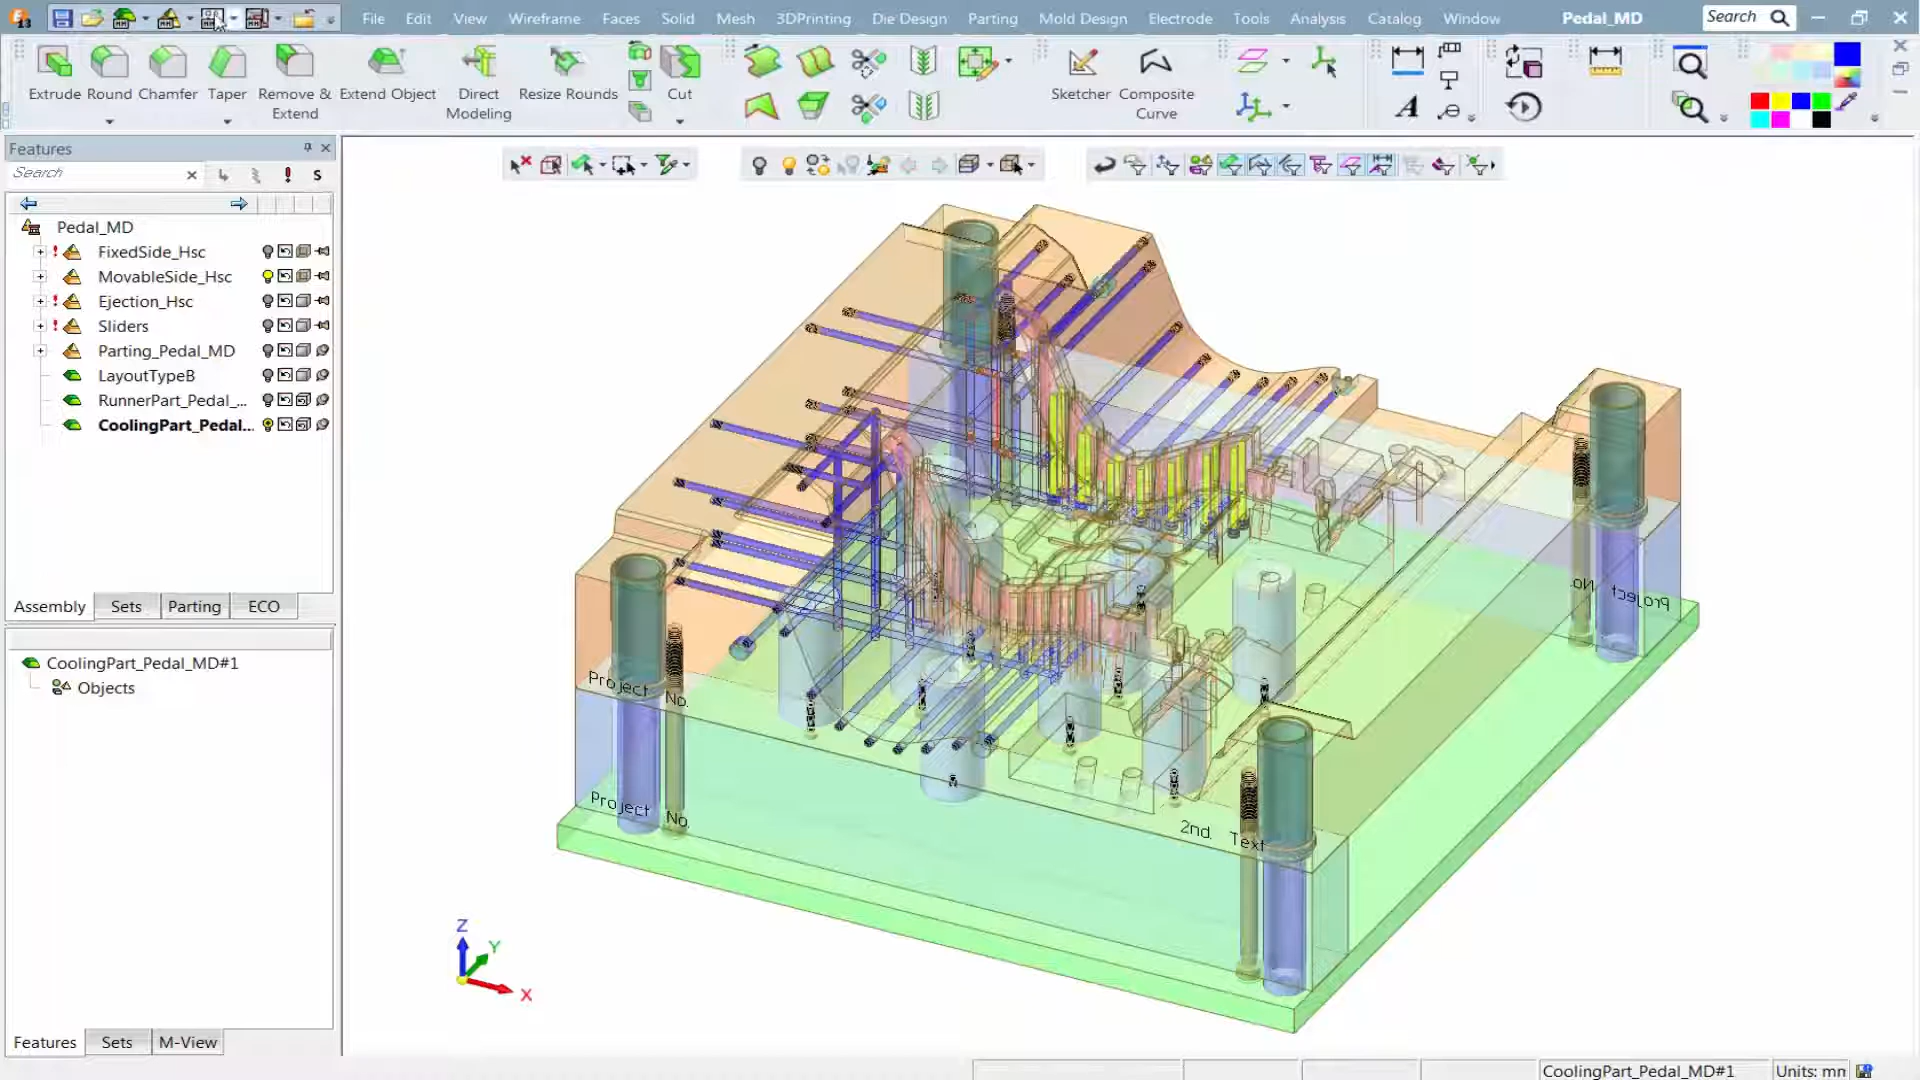 File Edit View Wireframe Faces Solid Mesh 3DPrinting Die Design Parting Mold Design Electrode Tools Analysis Catalog Window Pedal_MD Search
Extrude Round Chamfer Taper Remove & Extend Extend Object Direct Modeling Resize Rounds Cut Sketcher Composite Curve
A
Features
Search
! S
Pedal_MD
FixedSide_Hsc
MovableSide_Hsc
Ejection_Hsc
Sliders
Parting_Pedal_MD
LayoutTypeB
RunnerPart_Pedal_...
CoolingPart_Pedal...
Assembly Sets Parting ECO
CoolingPart_Pedal_MD#1
Objects
Features Sets M-View
Project No.
Project No.
Project No.
2nd. Text
Z
Y
X
CoolingPart_Pedal_MD#1 Units: mn